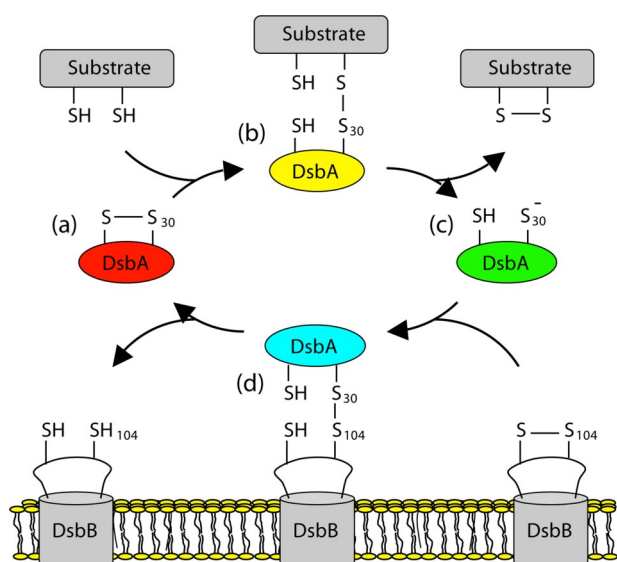 Substrate
SH SH
Substrate
SH S
S
SH S30
(b)
DsbA
Substrate
S S
(a)
S S30
DsbA
(c)
SH S30-
DsbA
DsbA
(d)
SH S30
SH S104
SH SH104
DsbB
DsbB
S S104
DsbB